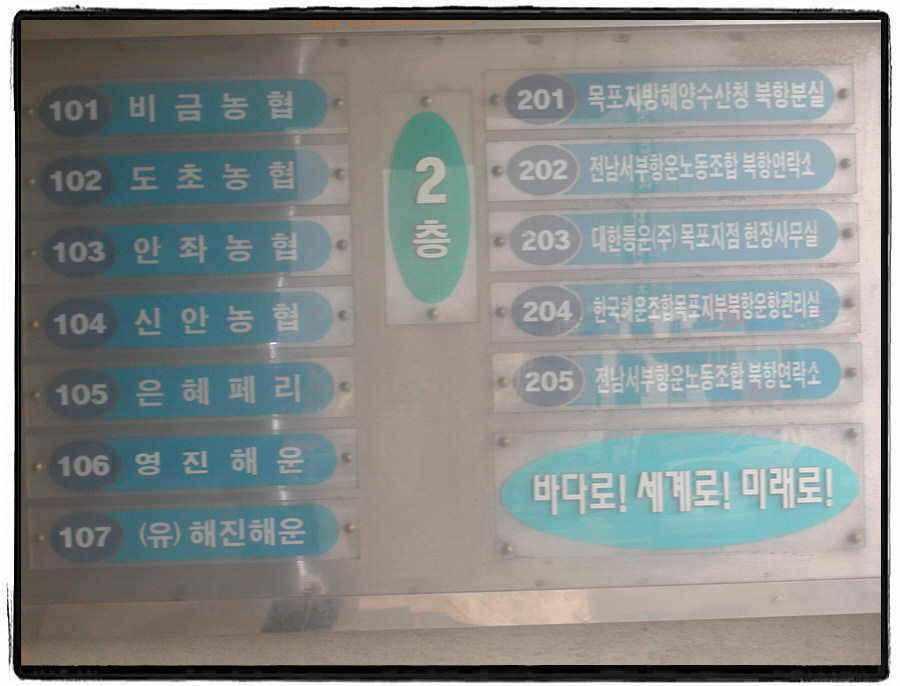 101 비금농협
102 도초농협
103 안좌농협
104 신안농협
105 은혜페리
106 영진해운
107 (유)해진해운
2
층
201 목포지방해양수산청 북항분실
202 전남서부항운노동조합 북항연락소
203 대한통운(주) 목포지점 현장사무실
204 한국해운조합목포지부북항운항관리실
205 전남서부항운노동조합 북항연락소
바다로! 세계로! 미래로!